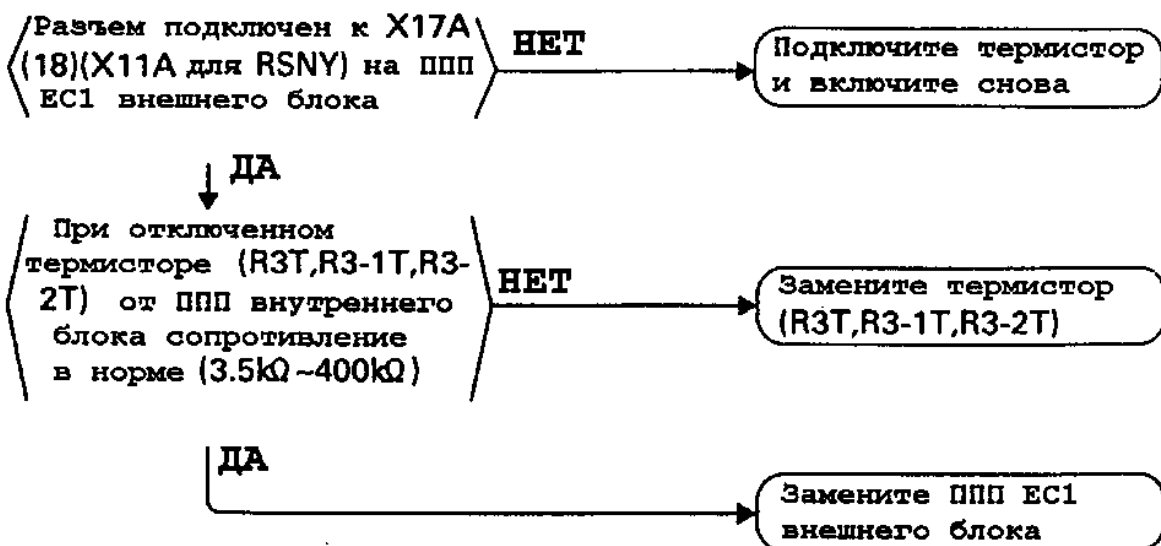 Разъем подключен к X17A
(18)(X11A для RSNY) на ППП
EC1 внешнего блока
НЕТ
Подключите термистор
и включите снова
ДА
При отключенном
термисторе (R3T,R3-1T,R3-
2T) от ППП внутреннего
блока сопротивление
в норме (3.5kΩ~400kΩ)
НЕТ
Замените термистор
(R3T,R3-1T,R3-2T)
ДА
Замените ППП EC1
внешнего блока